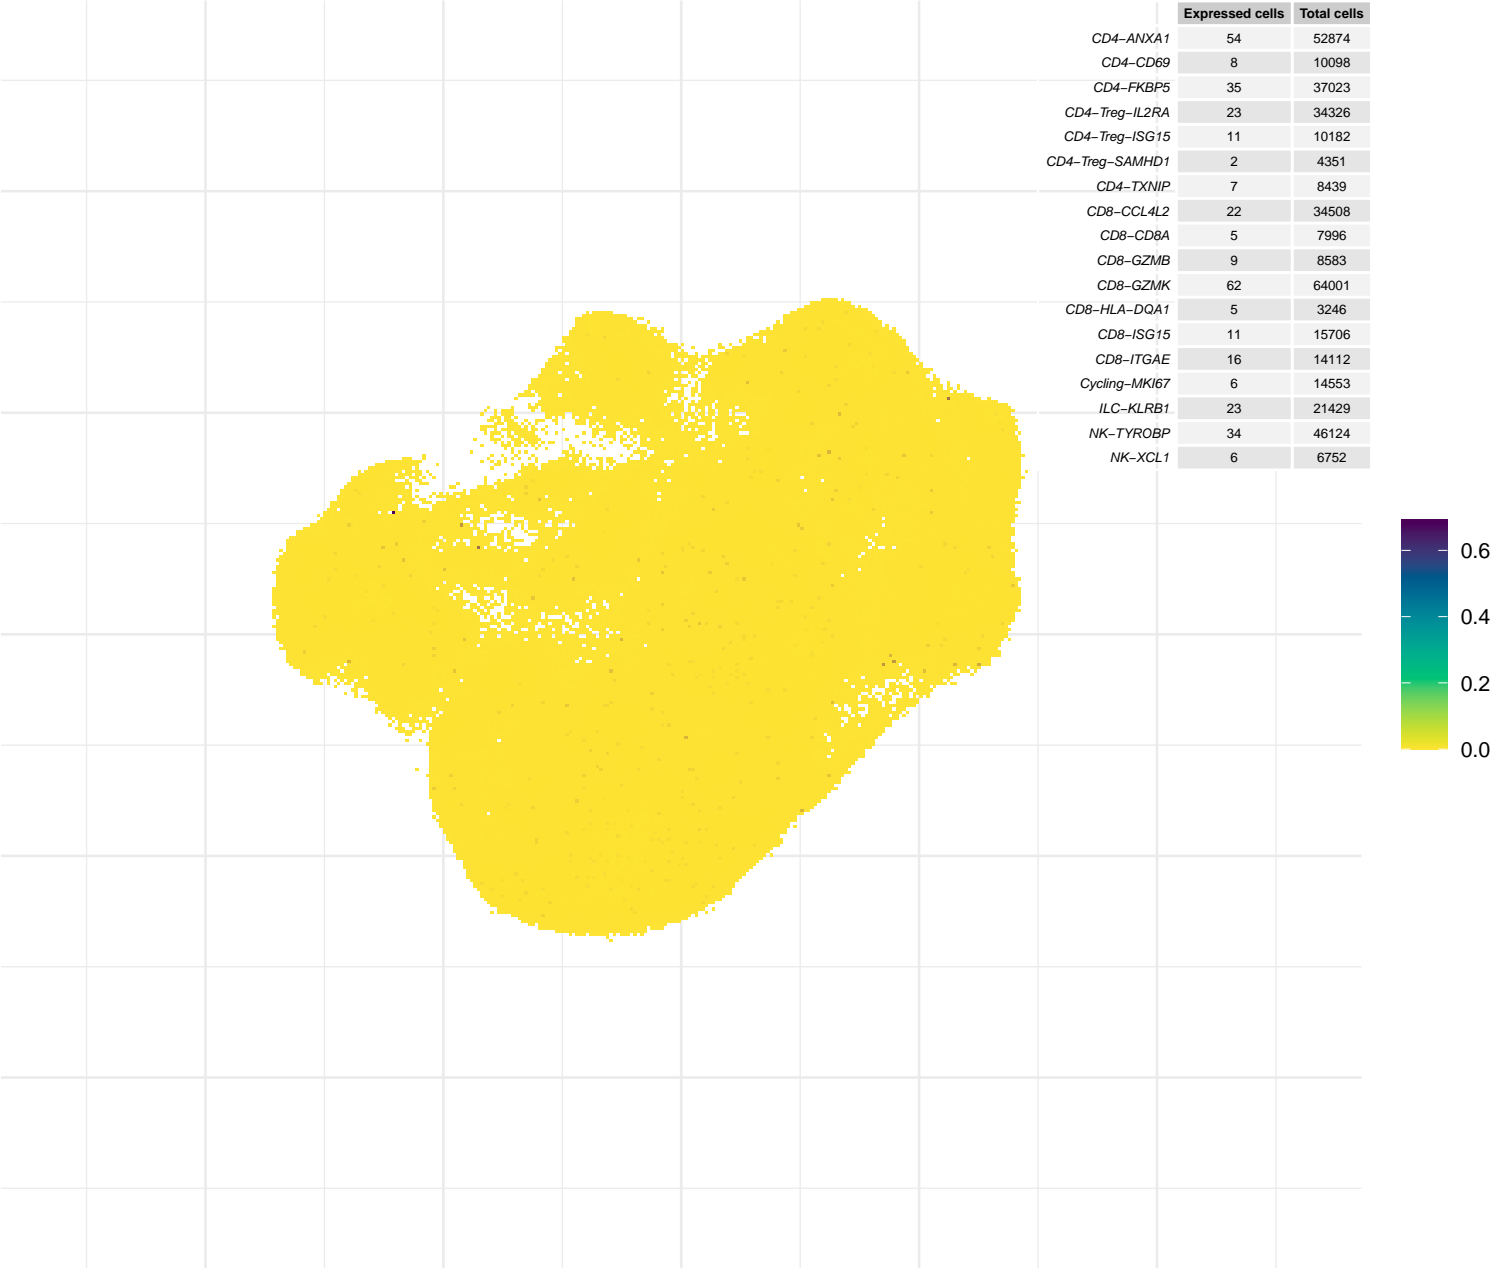 Expressed cells Total cells
CD4−ANXA1 54 52874
CD4−CD69 8 10098
CD4−FKBP5 35 37023
CD4−Treg−IL2RA 23 34326
CD4−Treg−ISG15 11 10182
CD4−Treg−SAMHD1 2 4351
CD4−TXNIP 7 8439
CD8−CCL4L2 22 34508
CD8−CD8A 5 7996
CD8−GZMB 9 8583
CD8−GZMK 62 64001
CD8−HLA−DQA1 5 3246
CD8−ISG15 11 15706
CD8−ITGAE 16 14112
Cycling−MKI67 6 14553
ILC−KLRB1 23 21429
NK−TYROBP 34 46124
NK−XCL1 6 6752
0.6
0.4
0.2
0.0